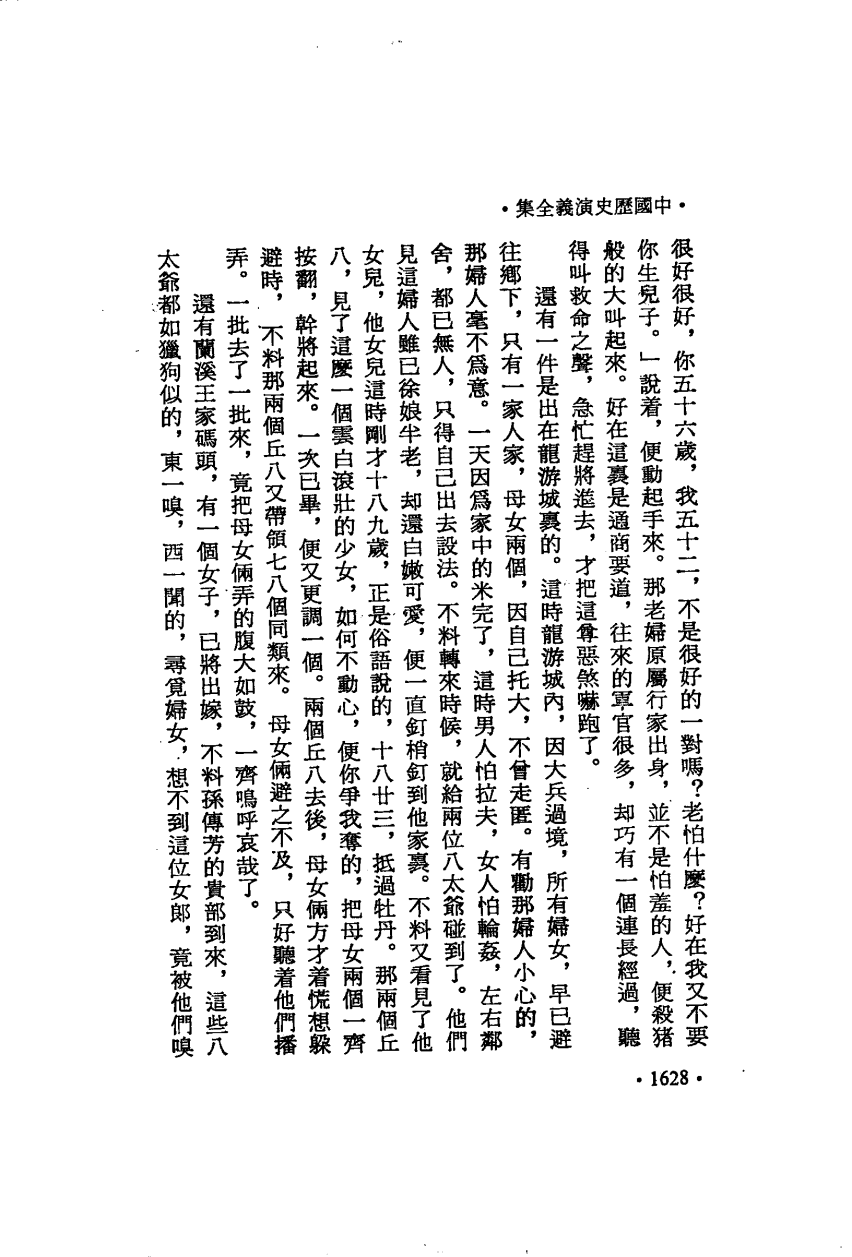 ·中國歷史演義全集·
很好很好，你五十六歲，我五十二，不是很好的一對嗎？老怕什麼？好在我又不要
你生兒子。」說着，便動起手來。那老婦原屬行家出身，並不是怕羞的人，便殺猪
般的大叫起來。好在這裏是通商要道，往來的軍官很多，却巧有一個連長經過，聽
得叫救命之聲，急忙趕將進去，才把這尊惡煞嚇跑了。
還有一件是出在龍游城裏的。這時龍游城內，因大兵過境，所有婦女，早已避
往鄉下，只有一家人家，母女兩個，因自己托大，不曾走匿。有勸那婦人小心的，
那婦人毫不爲意。一天因爲家中的米完了，這時男人怕拉夫，女人怕輪姦，左右鄰
舍，都已無人，只得自己出去設法。不料轉來時候，就給兩位八太爺碰到了。他們
見這婦人雖已徐娘半老，却還白嫩可愛，便一直釘梢釘到他家裏。不料又看見了他
女兒，他女兒這時剛才十八九歲，正是俗語說的，十八廿三，抵過牡丹。那兩個丘
八，見了這麼一個雲白滾壯的少女，如何不動心，便你爭我奪的，把母女兩個一齊
按翻，幹將起來。一次已畢，便又更調一個。兩個丘八去後，母女倆方才着慌想躱
避時，不料那兩個丘八又帶領七八個同類來。母女倆避之不及，只好聽着他們播
弄。一批去了一批來，竟把母女倆弄的腹大如鼓，一齊嗚呼哀哉了。
還有蘭溪王家碼頭，有一個女子，已將出嫁，不料孫傳芳的貴部到來，這些八
太爺都如獵狗似的，東一嗅，西一聞的，尋覓婦女，想不到這位女郎，竟被他們嗅
·1628·